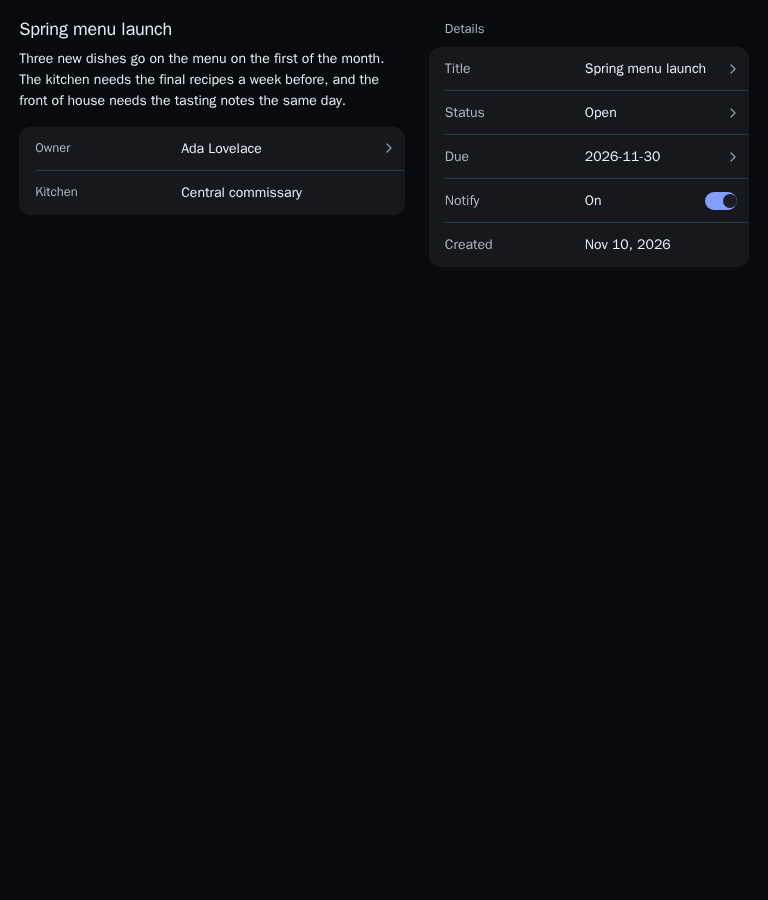 Spring menu launch
Three new dishes go on the menu on the first of the month.
The kitchen needs the final recipes a week before, and the
front of house needs the tasting notes the same day.
Owner Ada Lovelace
Kitchen Central commissary
Details
Title Spring menu launch
Status Open
Due 2026-11-30
Notify On
Created Nov 10, 2026